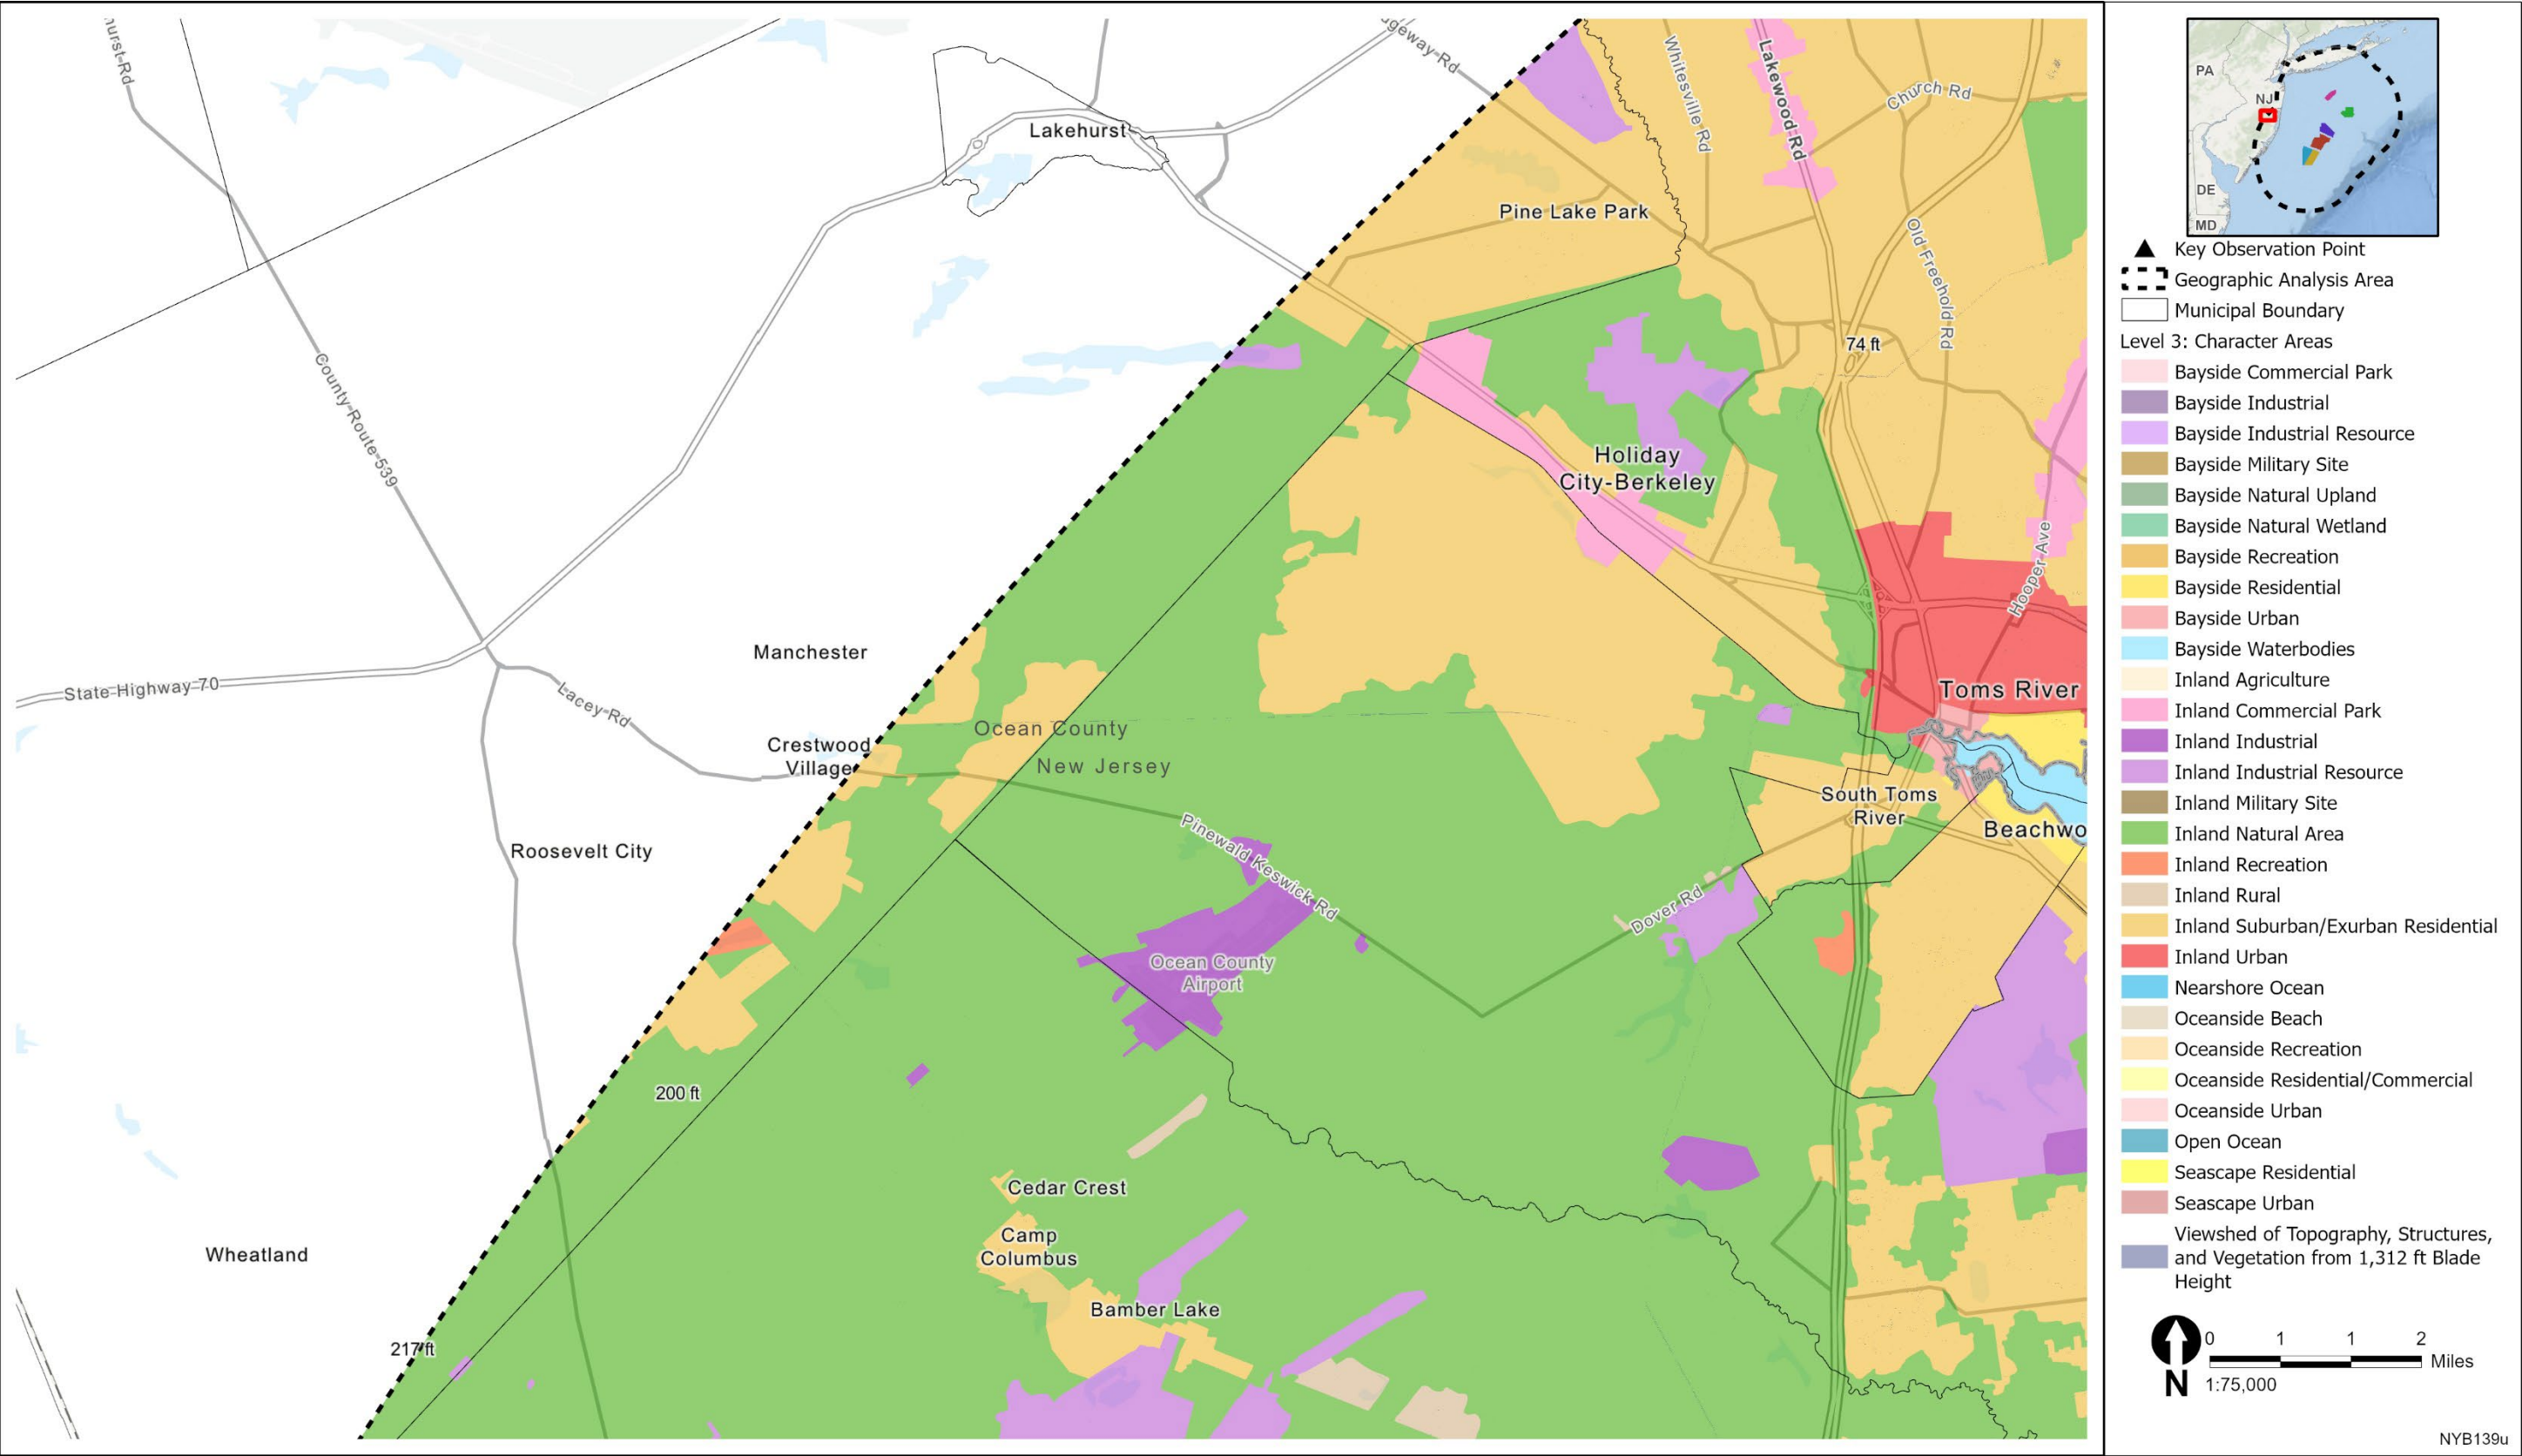 Lakehurst
Whitesville Rd
Lakewood Rd
Church Rd
Pine Lake Park
Old Freehold Rd
74 ft
County Route 539
Holiday
City-Berkeley
Hooper Ave
Manchester
State Highway 70
Lacey Rd
Toms River
Ocean County
New Jersey
Crestwood
Village
South Toms
River
Pinewald Keswick Rd
Beachwo
Roosevelt City
Dover Rd
Ocean County
Airport
200 ft
Cedar Crest
Camp
Columbus
Wheatland
Bamber Lake
217 ft
PA
NJ
DE
MD
Key Observation Point
Geographic Analysis Area
Municipal Boundary
Level 3: Character Areas
Bayside Commercial Park
Bayside Industrial
Bayside Industrial Resource
Bayside Military Site
Bayside Natural Upland
Bayside Natural Wetland
Bayside Recreation
Bayside Residential
Bayside Urban
Bayside Waterbodies
Inland Agriculture
Inland Commercial Park
Inland Industrial
Inland Industrial Resource
Inland Military Site
Inland Natural Area
Inland Recreation
Inland Rural
Inland Suburban/Exurban Residential
Inland Urban
Nearshore Ocean
Oceanside Beach
Oceanside Recreation
Oceanside Residential/Commercial
Oceanside Urban
Open Ocean
Seascape Residential
Seascape Urban
Viewshed of Topography, Structures,
and Vegetation from 1,312 ft Blade
Height
0 1 1 2
Miles
N
1:75,000
NYB139u